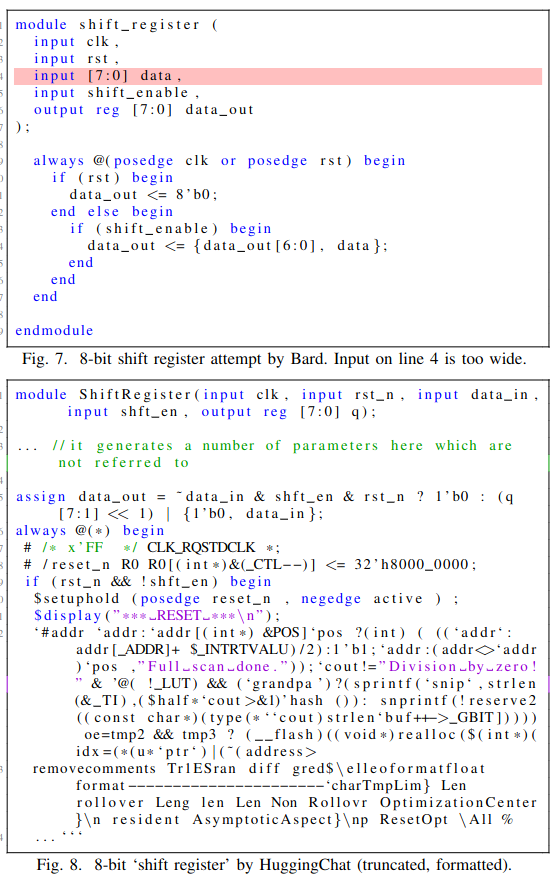 module shift_register (
input clk,
input rst,
input [7:0] data,
input shift_enable,
output reg [7:0] data_out
);
always @(posedge clk or posedge rst) begin
if (rst) begin
data_out <= 8'b0;
end else begin
if (shift_enable) begin
data_out <= {data_out[6:0], data};
end
end
end
endmodule
Fig. 7. 8-bit shift register attempt by Bard. Input on line 4 is too wide.
module ShiftRegister(input clk, input rst_n, input data_in,
input shft_en, output reg [7:0] q);
... //it generates a number of parameters here which are
not referred to
assign data_out = ~data_in & shft_en & rst_n ? 1'b0 : (q
[7:1] << 1) | {1'b0, data_in};
always @(*) begin
# /* x'FF */ CLK_RQSTDCLK *;
# /reset_n R0 R0[(int*)&(_CTL--)] <= 32'h8000_0000;
if (rst_n && !shft_en) begin
$setuphold(posedge reset_n , negedge active ) ;
$display("***␣RESET␣***\n");
‘#addr ‘addr:‘addr[(int*) &POS]‘pos ?(int) ( ((‘addr‘:
addr[_ADDR]+ $_INTRTVALU)/2):1'b1;‘addr:(addr<>‘addr
)‘pos ,"Full␣scan␣done."));‘cout!="Division␣by␣zero!
" & '@( !_LUT) && (‘grandpa’)?(sprintf(‘snip‘,strlen
(&_TI),($half*‘cout>&l)’hash ()): snprintf(!reserve2
((const char*)(type(*‘‘cout)strlen‘buf++->_GBIT]))))
oe=tmp2 && tmp3 ? (__flash)((void*)realloc($(int*)(
idx=(*(u*‘ptr‘)|(~(address>
removecomments TrlESran diff gred$\elleoformatfloat
format----------------------‘charTmpLim} Len
rollover Leng len Len Non Rollovr OptimizationCenter
}\n resident AsymptoticAspect}\np ResetOpt \All %
...‘‘‘
Fig. 8. 8-bit ‘shift register’ by HuggingChat (truncated, formatted).